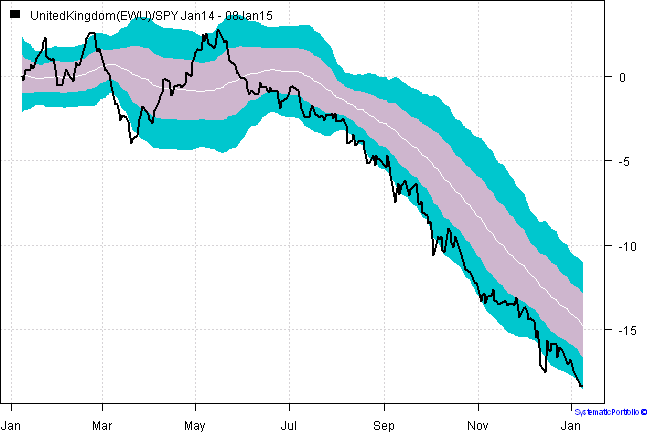 UnitedKingdom(EWU)/SPY Jan14 - 08Jan15
0
-5
-10
-15
Jan Mar May Jul Sep Nov Jan
SystematicPortfolio ©